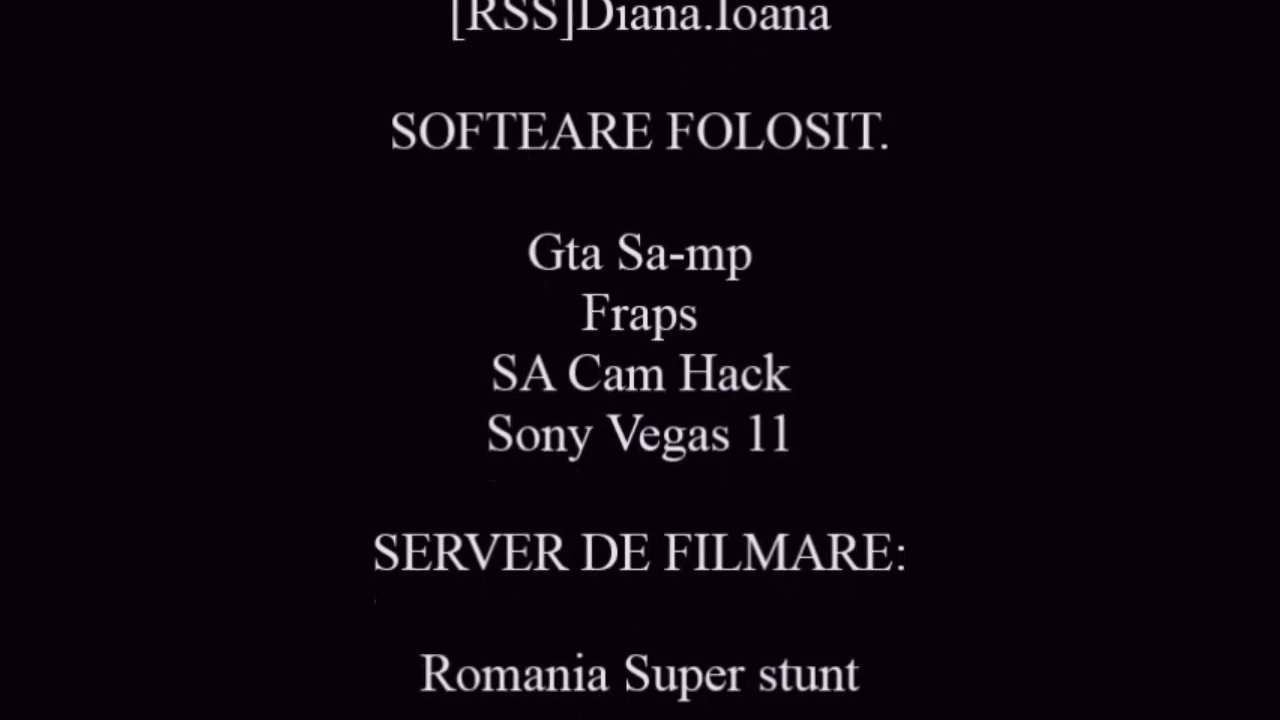 [RSS]Diana.Ioana
SOFTEARE FOLOSIT.
Gta Sa-mp
Fraps
SA Cam Hack
Sony Vegas 11
SERVER DE FILMARE:
Romania Super stunt